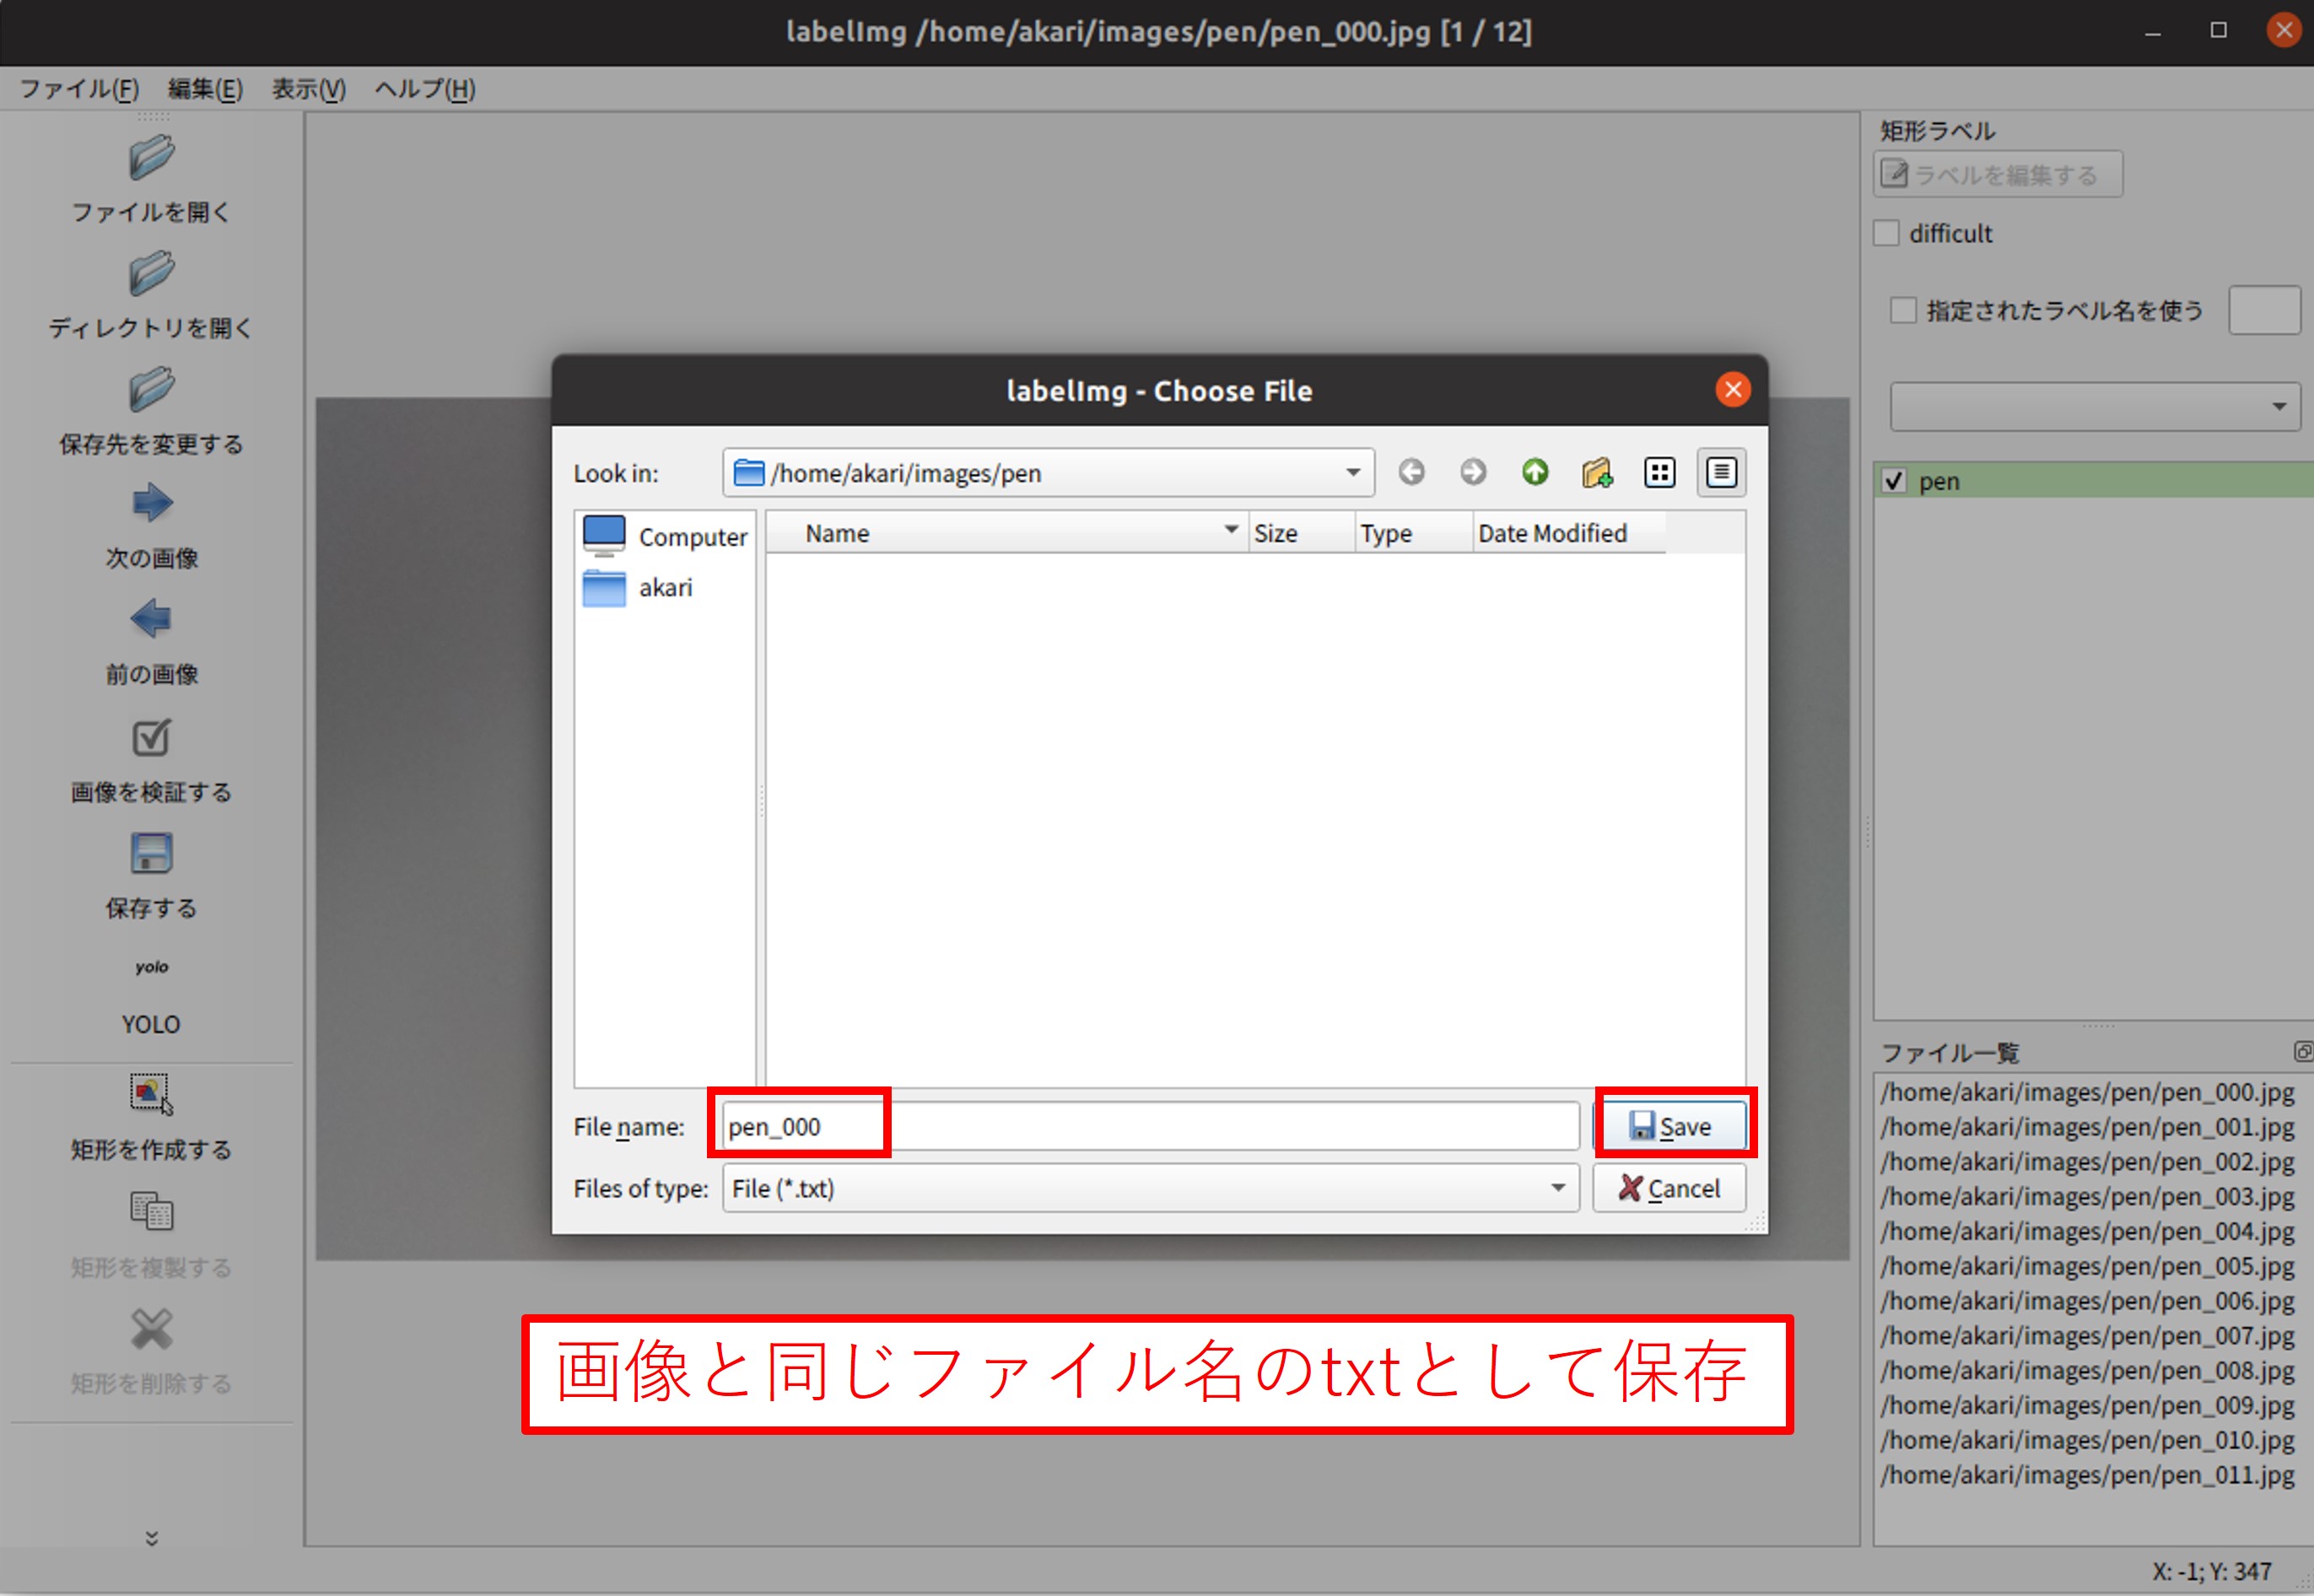 labelImg /home/akari/images/pen/pen_000.jpg [1 / 12]
ファイル(F) 編集(E) 表示(V) ヘルプ(H)
ファイルを開く
ディレクトリを開く
保存先を変更する
次の画像
前の画像
画像を検証する
保存する
yolo
YOLO
矩形を作成する
矩形を複製する
矩形を削除する
labelImg - Choose File
Look in: /home/akari/images/pen
Computer
akari
Name Size Type Date Modified
File name: pen_000 Save
Files of type: File (*.txt) Cancel
画像と同じファイル名のtxtとして保存
矩形ラベル
ラベルを編集する
difficult
指定されたラベル名を使う
pen
ファイル一覧
/home/akari/images/pen/pen_000.jpg
/home/akari/images/pen/pen_001.jpg
/home/akari/images/pen/pen_002.jpg
/home/akari/images/pen/pen_003.jpg
/home/akari/images/pen/pen_004.jpg
/home/akari/images/pen/pen_005.jpg
/home/akari/images/pen/pen_006.jpg
/home/akari/images/pen/pen_007.jpg
/home/akari/images/pen/pen_008.jpg
/home/akari/images/pen/pen_009.jpg
/home/akari/images/pen/pen_010.jpg
/home/akari/images/pen/pen_011.jpg
X: -1; Y: 347